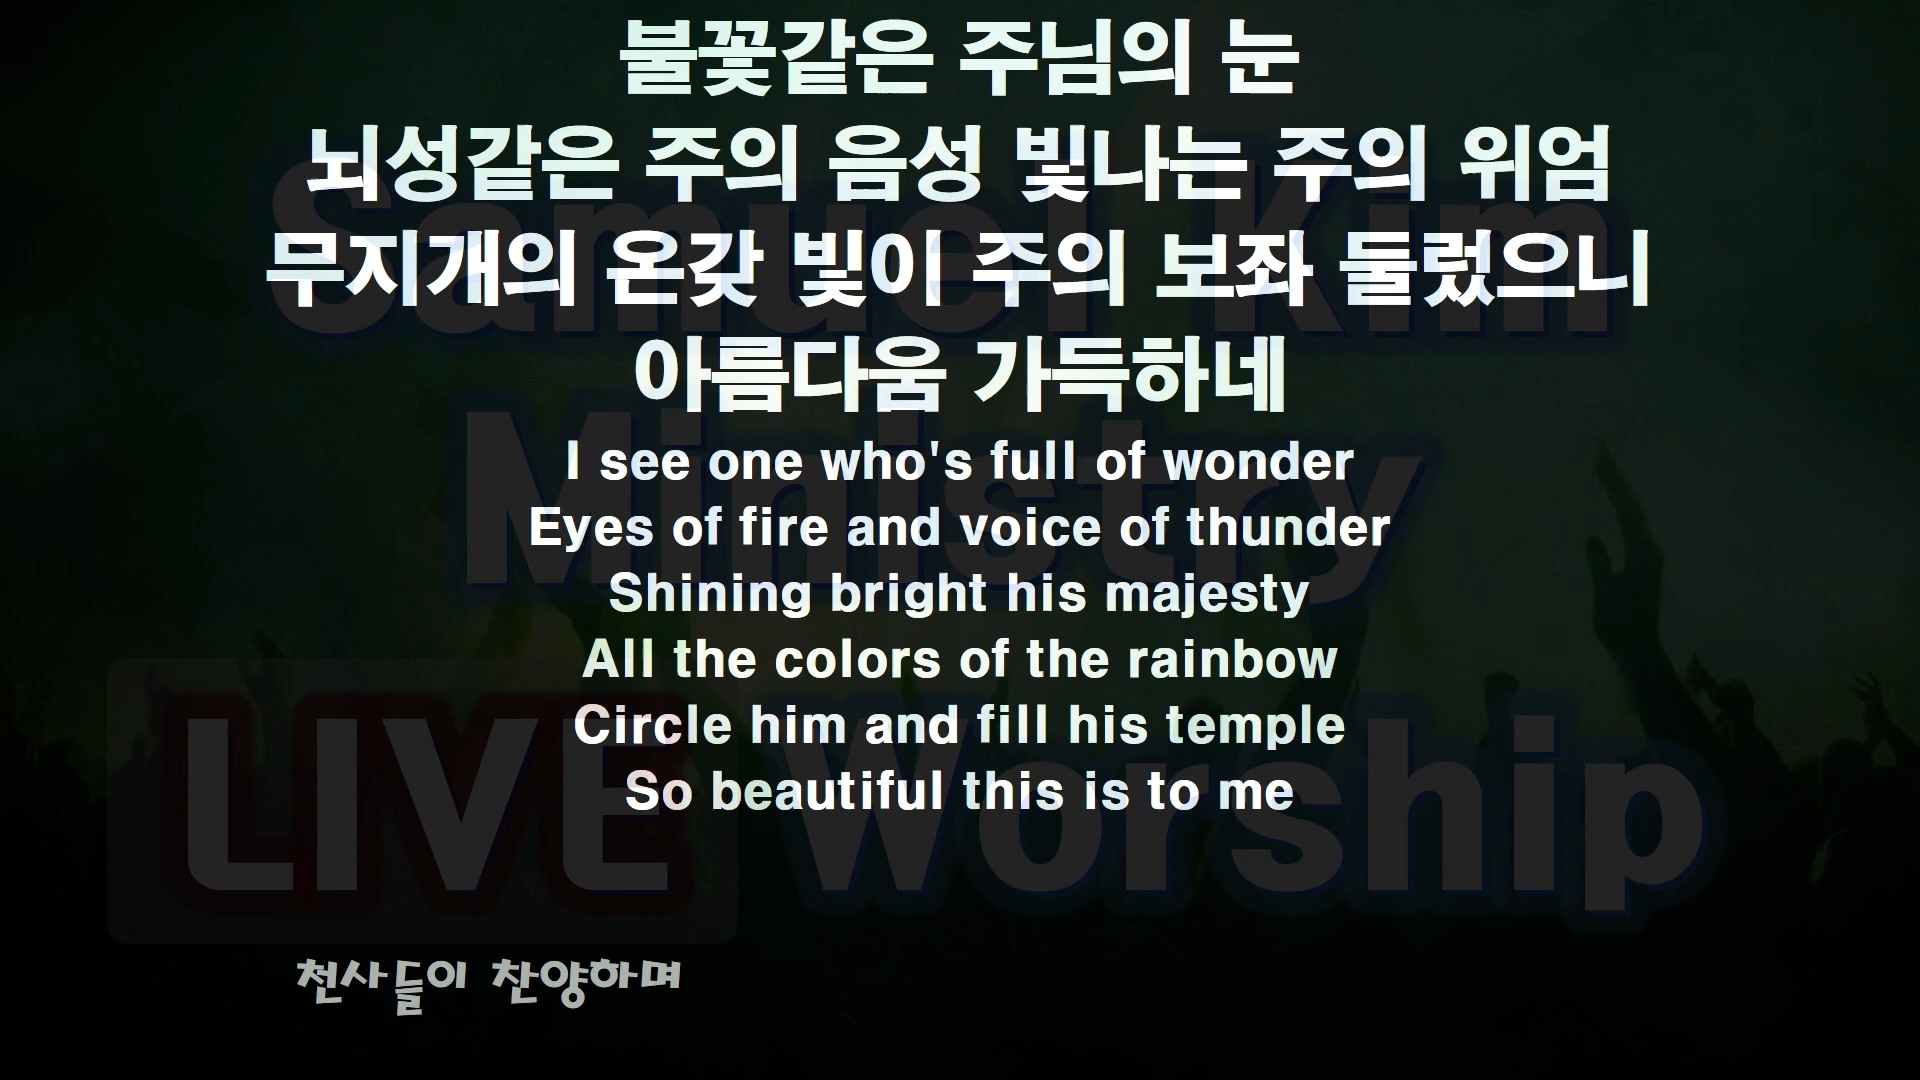 불꽃같은 주님의 눈
뇌성같은 주의 음성 빛나는 주의 위엄
무지개의 온갖 빛이 주의 보좌 둘렀으니
아름다움 가득하네
I see one who's full of wonder
Eyes of fire and voice of thunder
Shining bright his majesty
All the colors of the rainbow
Circle him and fill his temple
So beautiful this is to me
Samuel Kim
Ministry
LIVE Worship
천사들이 찬양하며